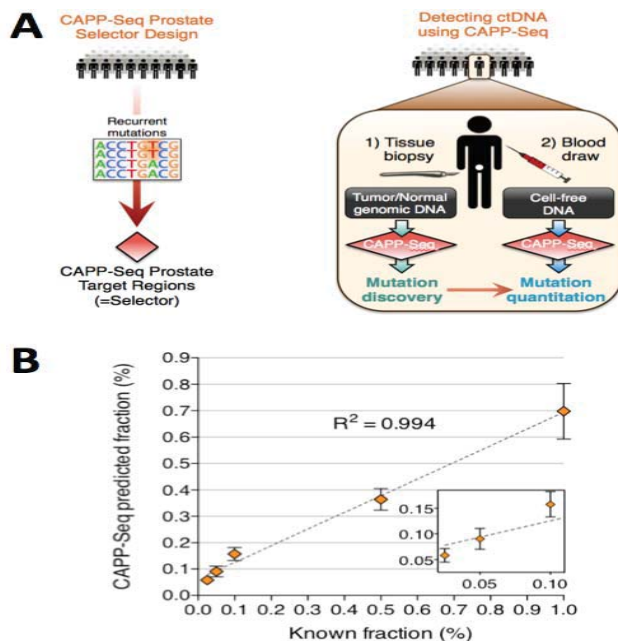 A
CAPP-Seq Prostate
Selector Design
Recurrent
mutations
ACCTGTCG
ACCTGTCG
ACCTGACG
ACCTGACG
CAPP-Seq Prostate
Target Regions
(=Selector)
Detecting ctDNA
using CAPP-Seq
1) Tissue
biopsy
2) Blood
draw
Tumor/Normal
genomic DNA
Cell-free
DNA
CAPP-Seq
CAPP-Seq
Mutation
discovery
Mutation
quantitation
B
CAPP-Seq predicted fraction (%)
0.9
0.8
0.7
0.6
0.5
0.4
0.3
0.2
0.1
0.0
R² = 0.994
0.15
0.10
0.05
0.05
0.10
0.0
0.1
0.2
0.3
0.4
0.5
0.6
0.7
0.8
0.9
1.0
Known fraction (%)